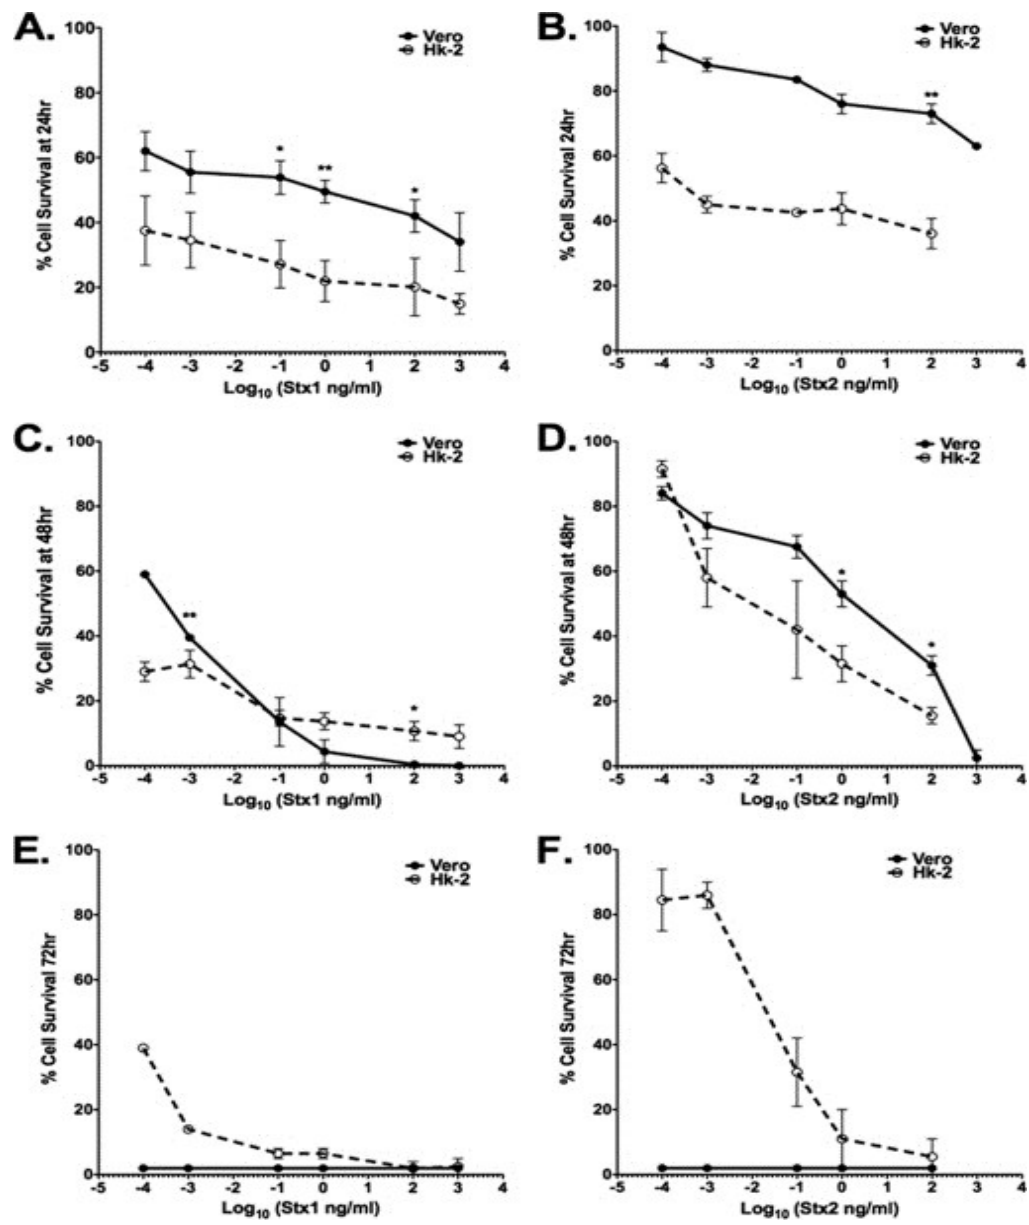 A.
Vero
Hk-2
% Cell Survival at 24hr
100
80
60
40
20
0
* ** *
-5 -4 -3 -2 -1 0 1 2 3 4
Log10 (Stx1 ng/ml)
B.
Vero
Hk-2
% Cell Survival 24hr
100
80
60
40
20
0
**
-5 -4 -3 -2 -1 0 1 2 3 4
Log10 (Stx2 ng/ml)
C.
Vero
Hk-2
% Cell Survival at 48hr
100
80
60
40
20
0
** *
-5 -4 -3 -2 -1 0 1 2 3 4
Log10 (Stx1 ng/ml)
D.
Vero
Hk-2
% Cell Survival at 48hr
100
80
60
40
20
0
* *
-5 -4 -3 -2 -1 0 1 2 3 4
Log10 (Stx2 ng/ml)
E.
Vero
Hk-2
% Cell Survival 72hr
100
80
60
40
20
0
-5 -4 -3 -2 -1 0 1 2 3 4
Log10 (Stx1 ng/ml)
F.
Vero
Hk-2
% Cell Survival 72hr
100
80
60
40
20
0
-5 -4 -3 -2 -1 0 1 2 3 4
Log10 (Stx2 ng/ml)